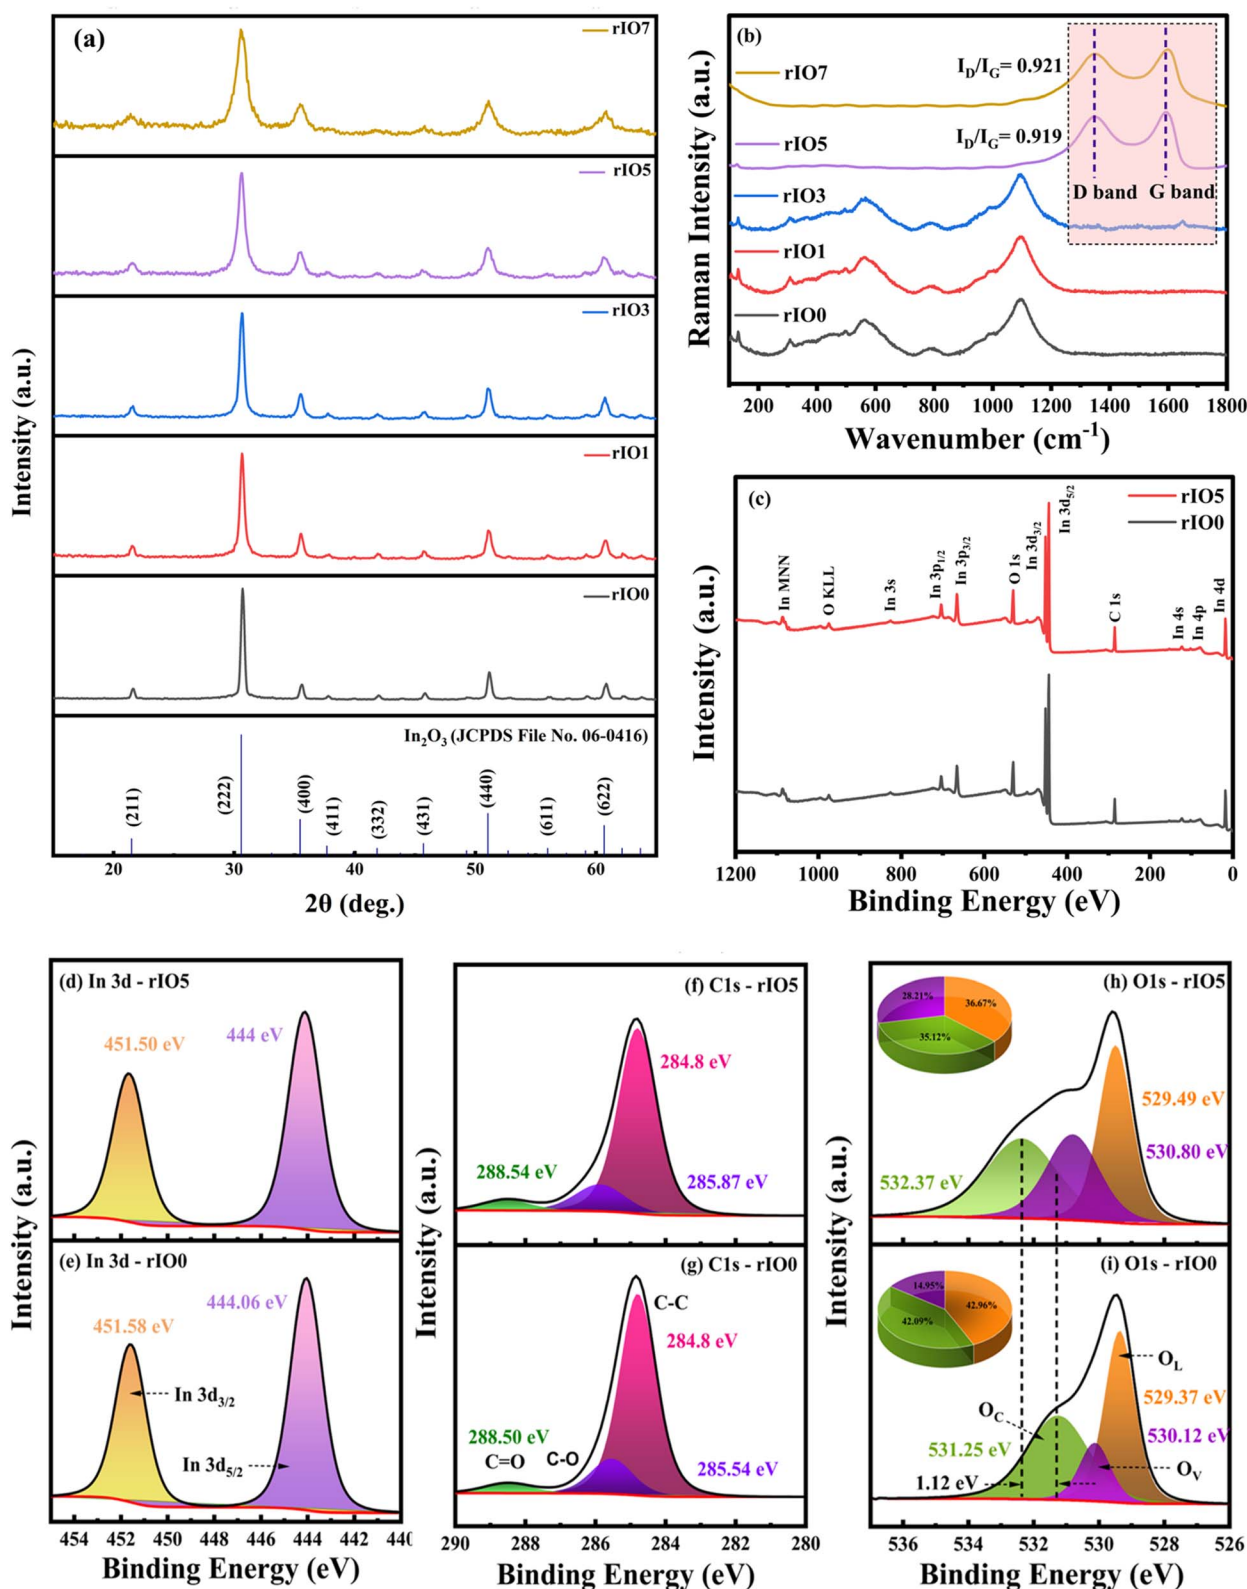 (a)
rIO7
rIO5
rIO3
rIO1
rIO0
In₂O₃ (JCPDS File No. 06-0416)
(211)
(222)
(400)
(411)
(332)
(431)
(440)
(611)
(622)
20 30 40 50 60
2θ (deg.)
Intensity (a.u.)
(b)
rIO7
I_D/I_G= 0.921
rIO5
I_D/I_G= 0.919
D band G band
rIO3
rIO1
rIO0
200 400 600 800 1000 1200 1400 1600 1800
Wavenumber (cm⁻¹)
Raman Intensity (a.u.)
(c)
rIO5
rIO0
In MNN
O KLL
In 3s
In 3p₁/₂
In 3p₃/₂
O 1s
In 3d₃/₂
In 3d₅/₂
C 1s
In 4s
In 4p
In 4d
1200 1000 800 600 400 200 0
Binding Energy (eV)
Intensity (a.u.)
(d) In 3d - rIO5
451.50 eV
444 eV
(e) In 3d - rIO0
444.06 eV
451.58 eV
In 3d₃/₂
In 3d₅/₂
454 452 450 448 446 444 442 440
Binding Energy (eV)
Intensity (a.u.)
(f) C1s - rIO5
284.8 eV
288.54 eV
285.87 eV
(g) C1s - rIO0
C-C
284.8 eV
288.50 eV
C=O
C-O
285.54 eV
290 288 286 284 282 280
Binding Energy (eV)
Intensity (a.u.)
(h) O1s - rIO5
28.21%
36.67%
35.12%
529.49 eV
530.80 eV
532.37 eV
(i) O1s - rIO0
14.95%
42.96%
42.09%
O_L
529.37 eV
O_C
530.12 eV
531.25 eV
O_V
1.12 eV
536 534 532 530 528 526
Binding Energy (eV)
Intensity (a.u.)